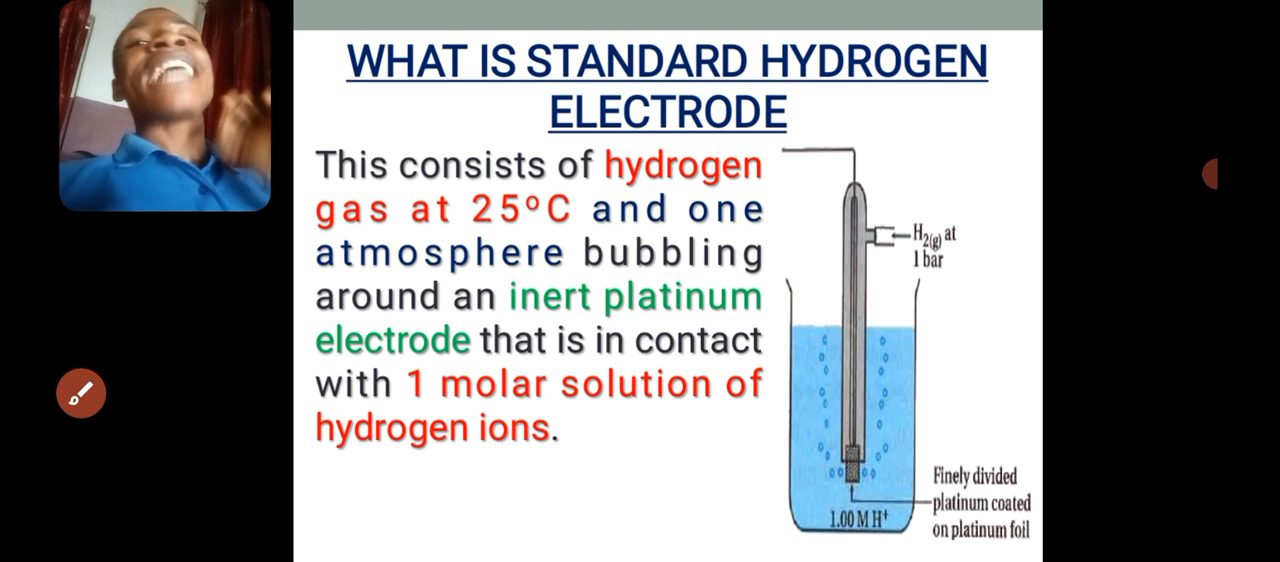 WHAT IS STANDARD HYDROGEN
ELECTRODE
This consists of hydrogen
gas at 25ºC and one
atmosphere bubbling
around an inert platinum
electrode that is in contact
with 1 molar solution of
hydrogen ions.
H2(g) at
1 bar
Finely divided
platinum coated
on platinum foil
1.00 M H⁺